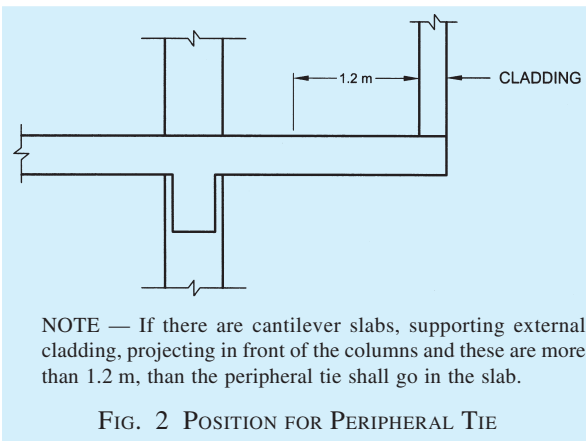 1.2 m
CLADDING
NOTE — If there are cantilever slabs, supporting external
cladding, projecting in front of the columns and these are more
than 1.2 m, than the peripheral tie shall go in the slab.
FIG. 2 POSITION FOR PERIPHERAL TIE